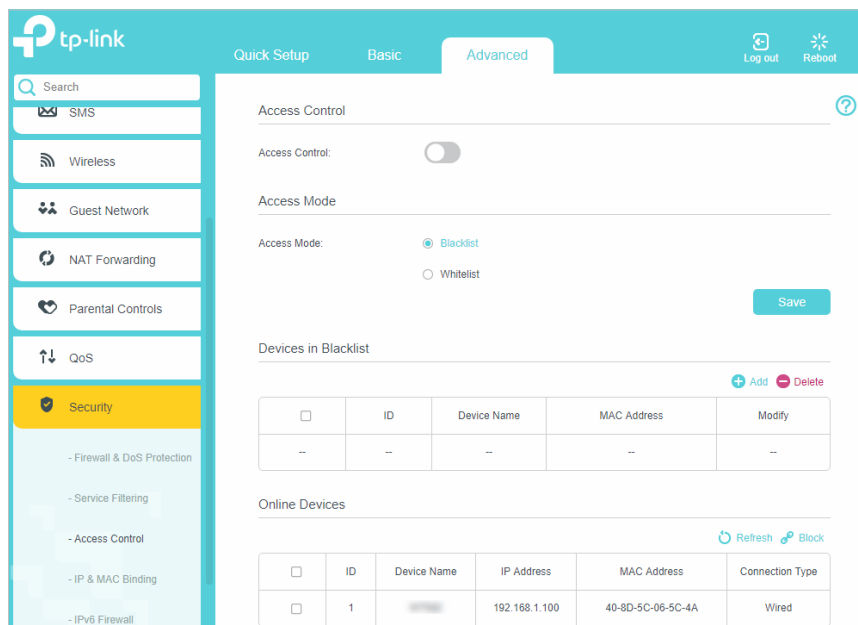 tp-link
Quick Setup Basic Advanced Log out Reboot
Search
SMS
Wireless
Guest Network
NAT Forwarding
Parental Controls
QoS
Security
- Firewall & DoS Protection
- Service Filtering
- Access Control
- IP & MAC Binding
- IPv6 Firewall
Access Control
Access Control:
Access Mode
Access Mode: Blacklist
Whitelist
Save
Devices in Blacklist
Add Delete
ID Device Name MAC Address Modify
-- -- -- -- --
Online Devices
Refresh Block
ID Device Name IP Address MAC Address Connection Type
1 192.168.1.100 40-8D-5C-06-5C-4A Wired